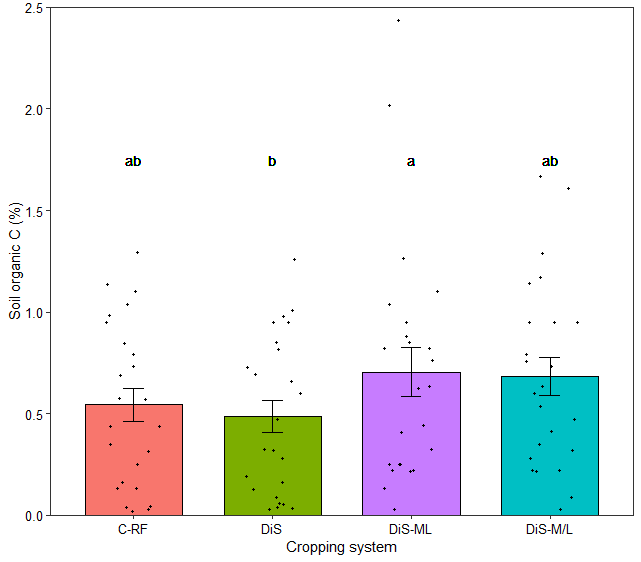 2.5
2.0
1.5
1.0
0.5
0.0
Soil organic C (%)
ab b a ab
C-RF DiS DiS-ML DiS-M/L
Cropping system